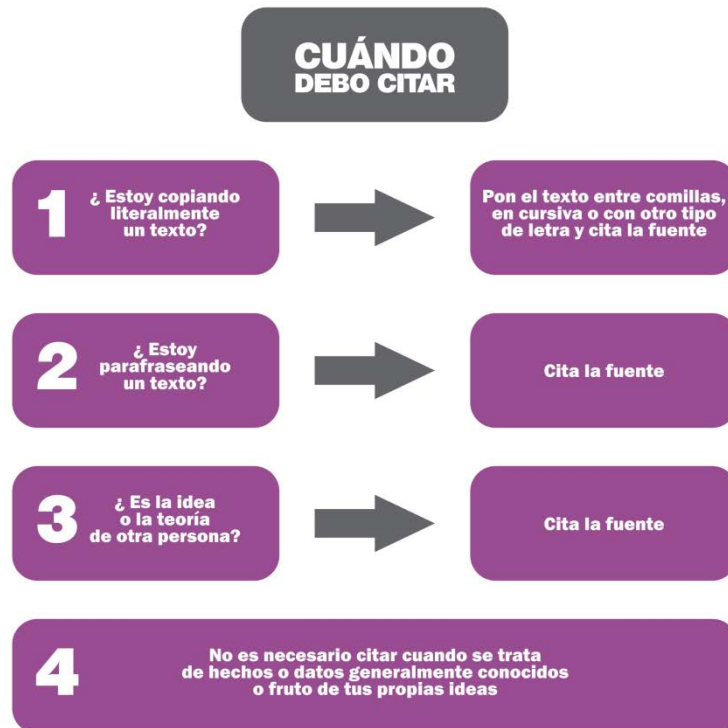 CUÁNDO
DEBO CITAR
1
¿ Estoy copiando
literalmente
un texto?
Pon el texto entre comillas,
en cursiva o con otro tipo
de letra y cita la fuente
2
¿ Estoy
parafraseando
un texto?
Cita la fuente
3
¿ Es la idea
o la teoría
de otra persona?
Cita la fuente
4
No es necesario citar cuando se trata
de hechos o datos generalmente conocidos
o fruto de tus propias ideas